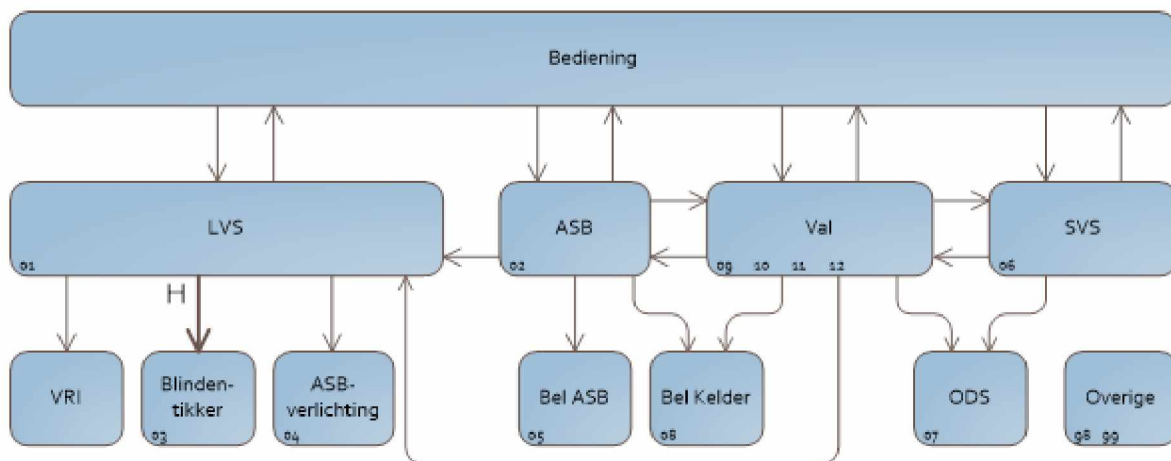 Bediening
LVS
01
ASB
02
Val
09 10 11 12
SVS
06
H
VRI
Blinden-
tikker
03
ASB-
verlichting
04
Bel ASB
05
Bel Kelder
08
ODS
07
Overige
98 99